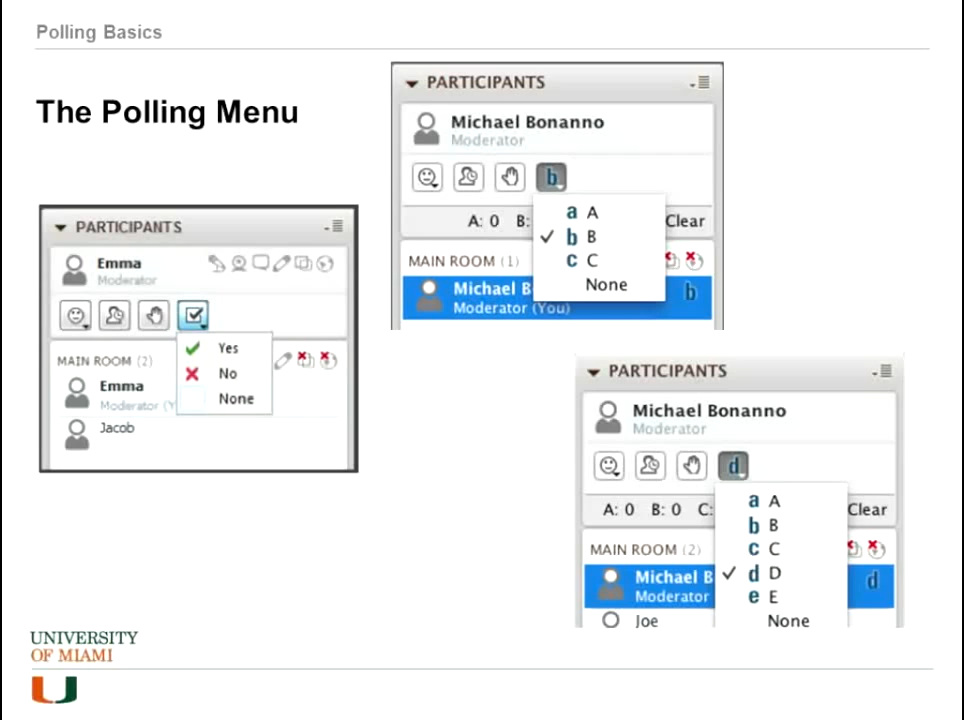 Polling Basics
The Polling Menu
PARTICIPANTS
Michael Bonanno
Moderator
b
A: 0 B: Clear
a A
b B
c C
None
MAIN ROOM (1)
Michael B b
Moderator (You)
PARTICIPANTS
Emma
Moderator
Yes
No
None
MAIN ROOM (2)
Emma
Moderator (Y
Jacob
PARTICIPANTS
Michael Bonanno
Moderator
d
A: 0 B: 0 C: Clear
a A
b B
c C
d D
e E
None
MAIN ROOM (2)
Michael B d
Moderator
Joe
UNIVERSITY
OF MIAMI